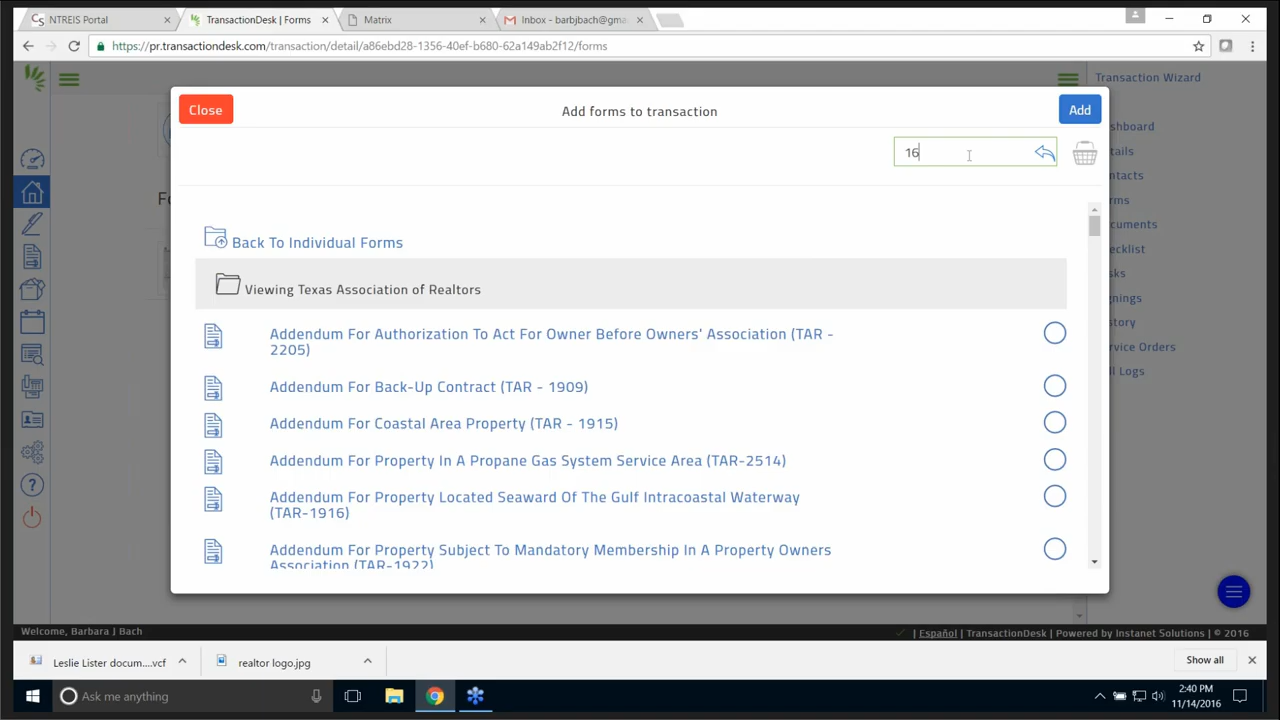 NTREIS Portal
TransactionDesk | Forms
Matrix
Inbox - barbjbach@gma
https://pr.transactiondesk.com/transaction/detail/a86ebd28-1356-40ef-b680-62a149ab2f12/forms
Transaction Wizard
Close
Add forms to transaction
Add
16
shboard
tails
ntacts
rms
cuments
ecklist
sks
nings
story
rvice Orders
ll Logs
Back To Individual Forms
Viewing Texas Association of Realtors
Addendum For Authorization To Act For Owner Before Owners' Association (TAR -
2205)
Addendum For Back-Up Contract (TAR - 1909)
Addendum For Coastal Area Property (TAR - 1915)
Addendum For Property In A Propane Gas System Service Area (TAR-2514)
Addendum For Property Located Seaward Of The Gulf Intracoastal Waterway
(TAR-1916)
Addendum For Property Subject To Mandatory Membership In A Property Owners
Association (TAR-1922)
Welcome, Barbara J Bach
| Español | TransactionDesk | Powered by Instanet Solutions | © 2016
Leslie Lister docum....vcf
realtor logo.jpg
Show all
Ask me anything
2:40 PM
11/14/2016